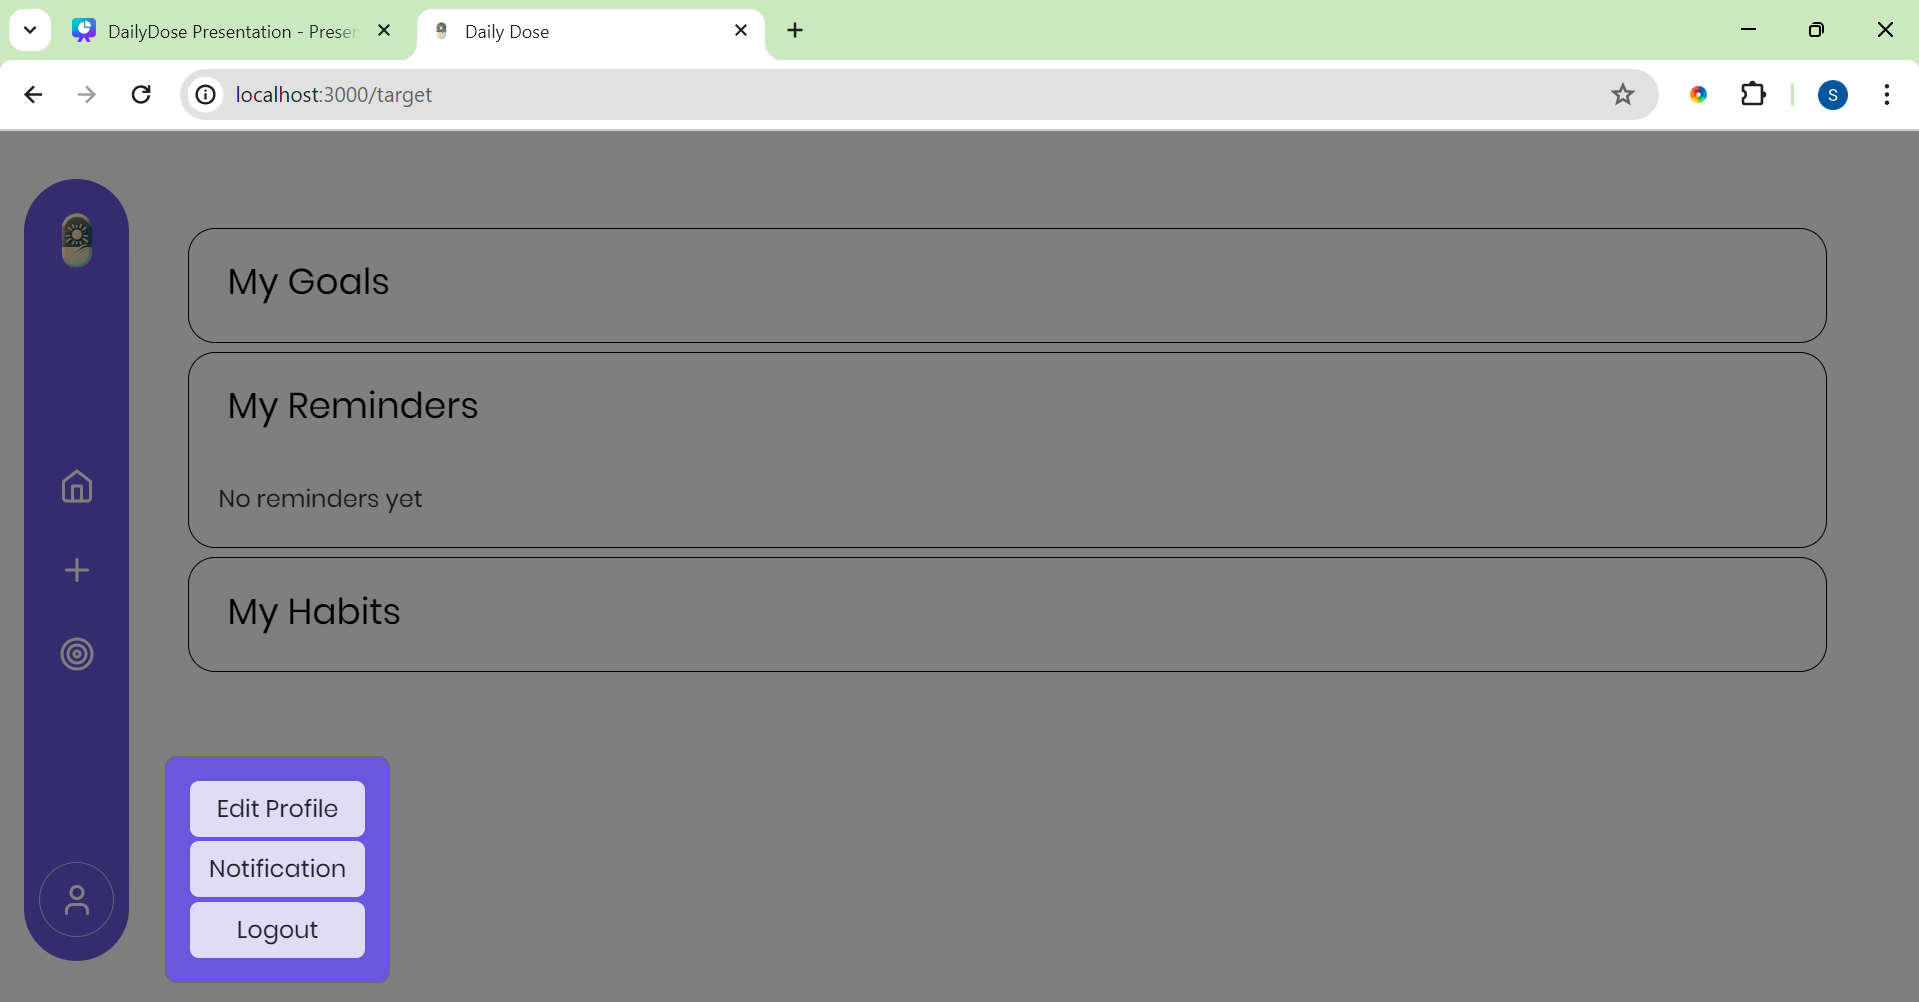 DailyDose Presentation - Preser
Daily Dose
localhost:3000/target
S
My Goals
My Reminders
No reminders yet
My Habits
Edit Profile
Notification
Logout